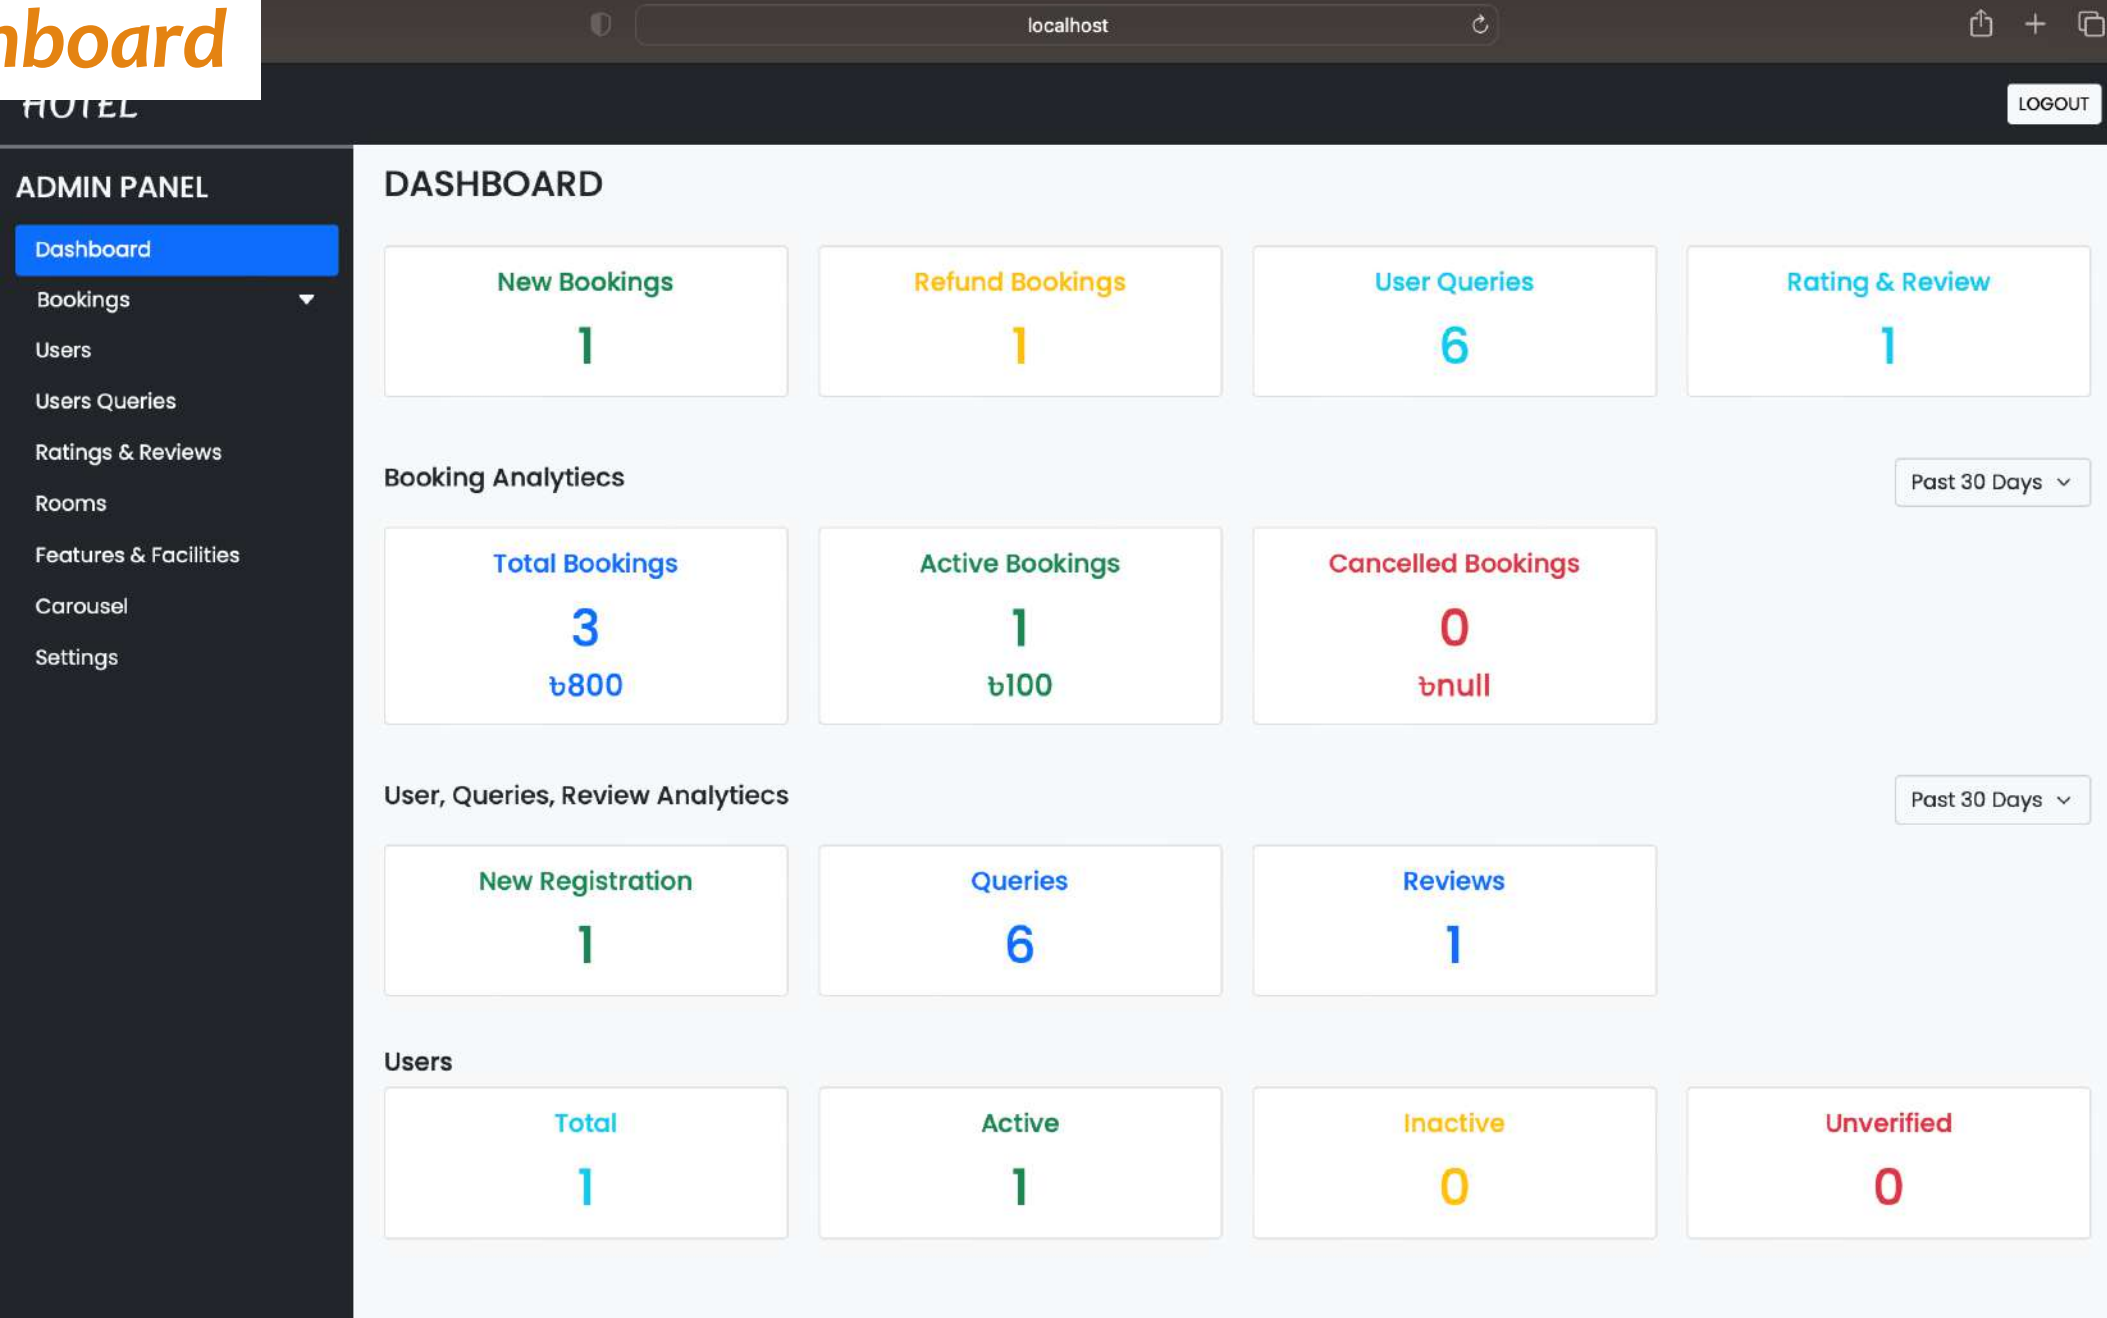 localhost
HOTEL
LOGOUT
ADMIN PANEL
Dashboard
Bookings
Users
Users Queries
Ratings & Reviews
Rooms
Features & Facilities
Carousel
Settings
DASHBOARD
New Bookings
1
Refund Bookings
1
User Queries
6
Rating & Review
1
Booking Analytiecs
Past 30 Days
Total Bookings
3
৳800
Active Bookings
1
৳100
Cancelled Bookings
0
৳null
User, Queries, Review Analytiecs
Past 30 Days
New Registration
1
Queries
6
Reviews
1
Users
Total
1
Active
1
Inactive
0
Unverified
0